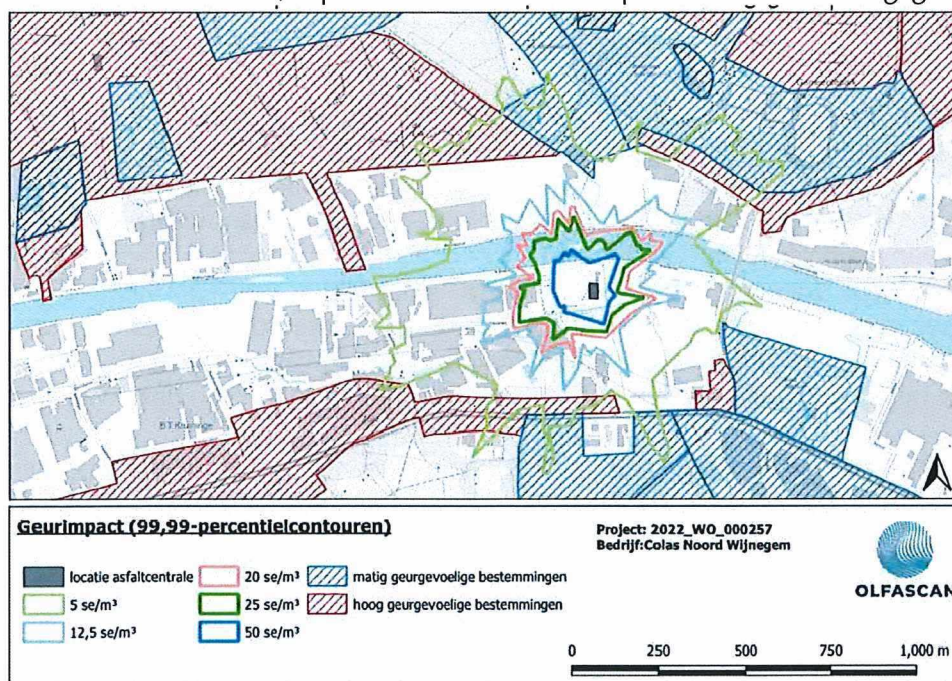 Geurimpact (99,99-percentielcontouren)
locatie asfaltcentrale
5 se/m³
12,5 se/m³
20 se/m³
25 se/m³
50 se/m³
matig geurgevoelige bestemmingen
hoog geurgevoelige bestemmingen
Project: 2022_WO_000257
Bedrijf:Colas Noord Wijnegem
OLFASCAN
0 250 500 750 1,000 m